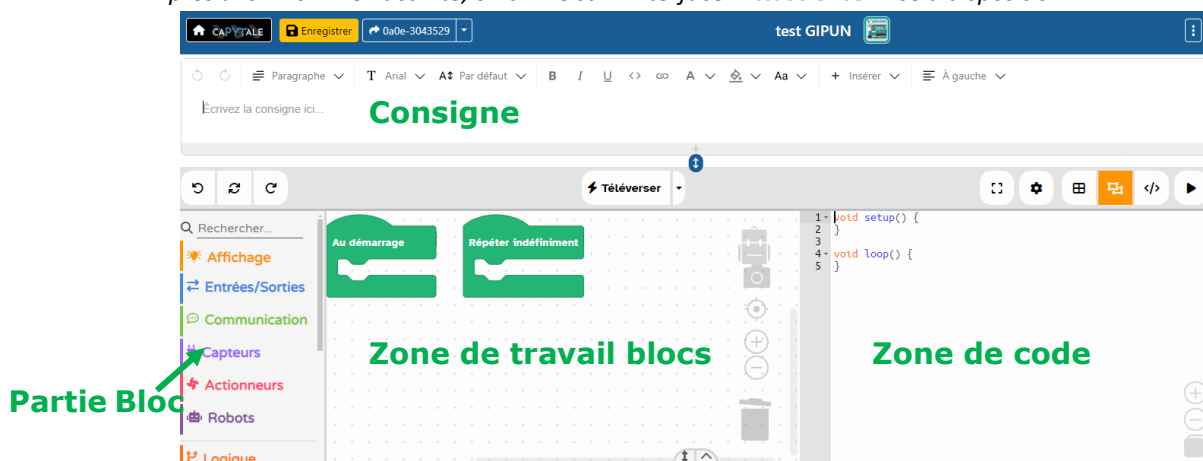 CAPYTALE Enregistrer 0a0e-3043529 test GIPUN
Paragraphe T Arial A Par défaut B I U <> A Aa + Insérer À gauche
Écrivez la consigne ici...
Consigne
Téléverser </>
Rechercher...
Affichage
Entrées/Sorties
Communication
Capteurs
Actionneurs
Robots
Logique
Partie Bloc
Au démarrage
Répéter indéfiniment
Zone de travail blocs
1 void setup() {
2 }
3
4 void loop() {
5 }
Zone de code